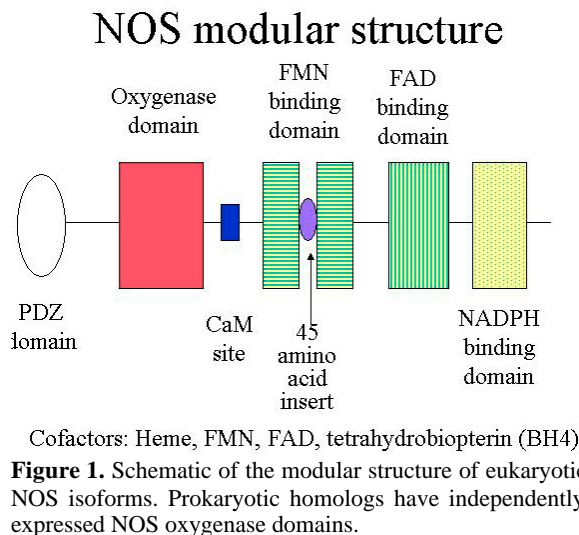 NOS modular structure
Oxygenase
domain
FMN
binding
domain
FAD
binding
domain
PDZ
domain
CaM
site
45
amino
acid
insert
NADPH
binding
domain
Cofactors: Heme, FMN, FAD, tetrahydrobiopterin (BH4)
Figure 1. Schematic of the modular structure of eukaryotic
NOS isoforms. Prokaryotic homologs have independently
expressed NOS oxygenase domains.